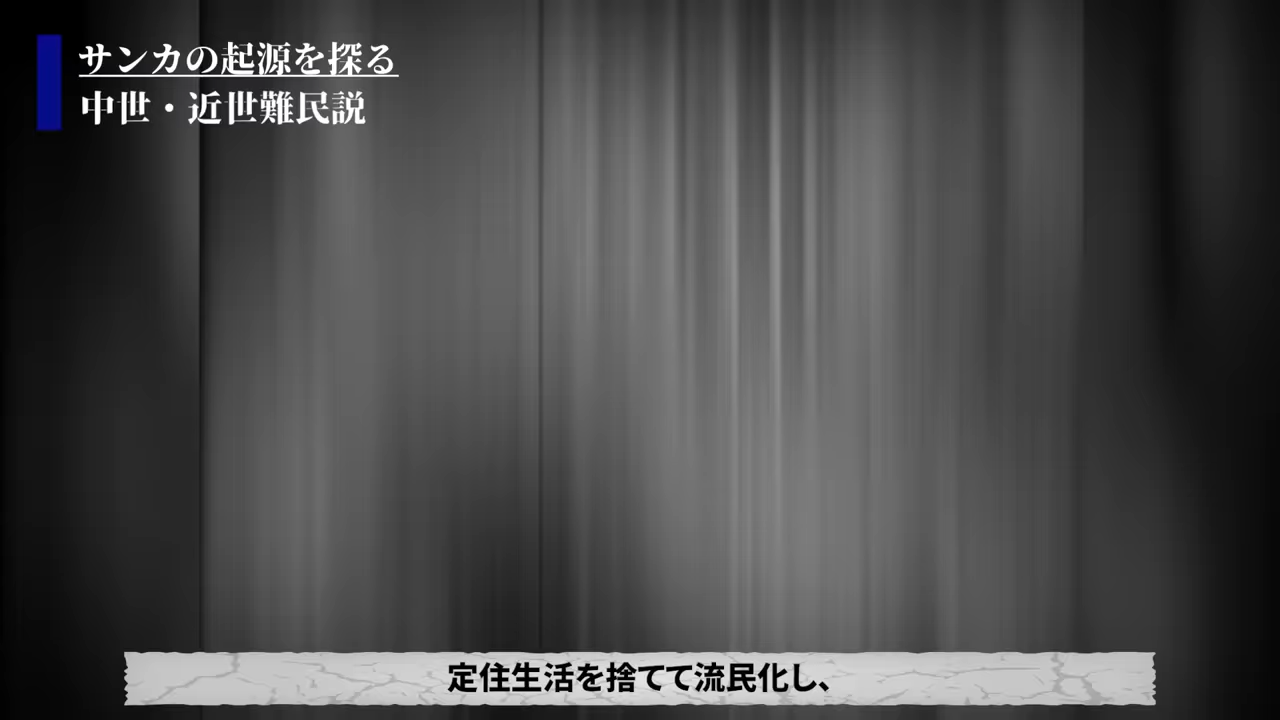 サンカの起源を探る
中世・近世難民説
定住生活を捨てて流民化し、